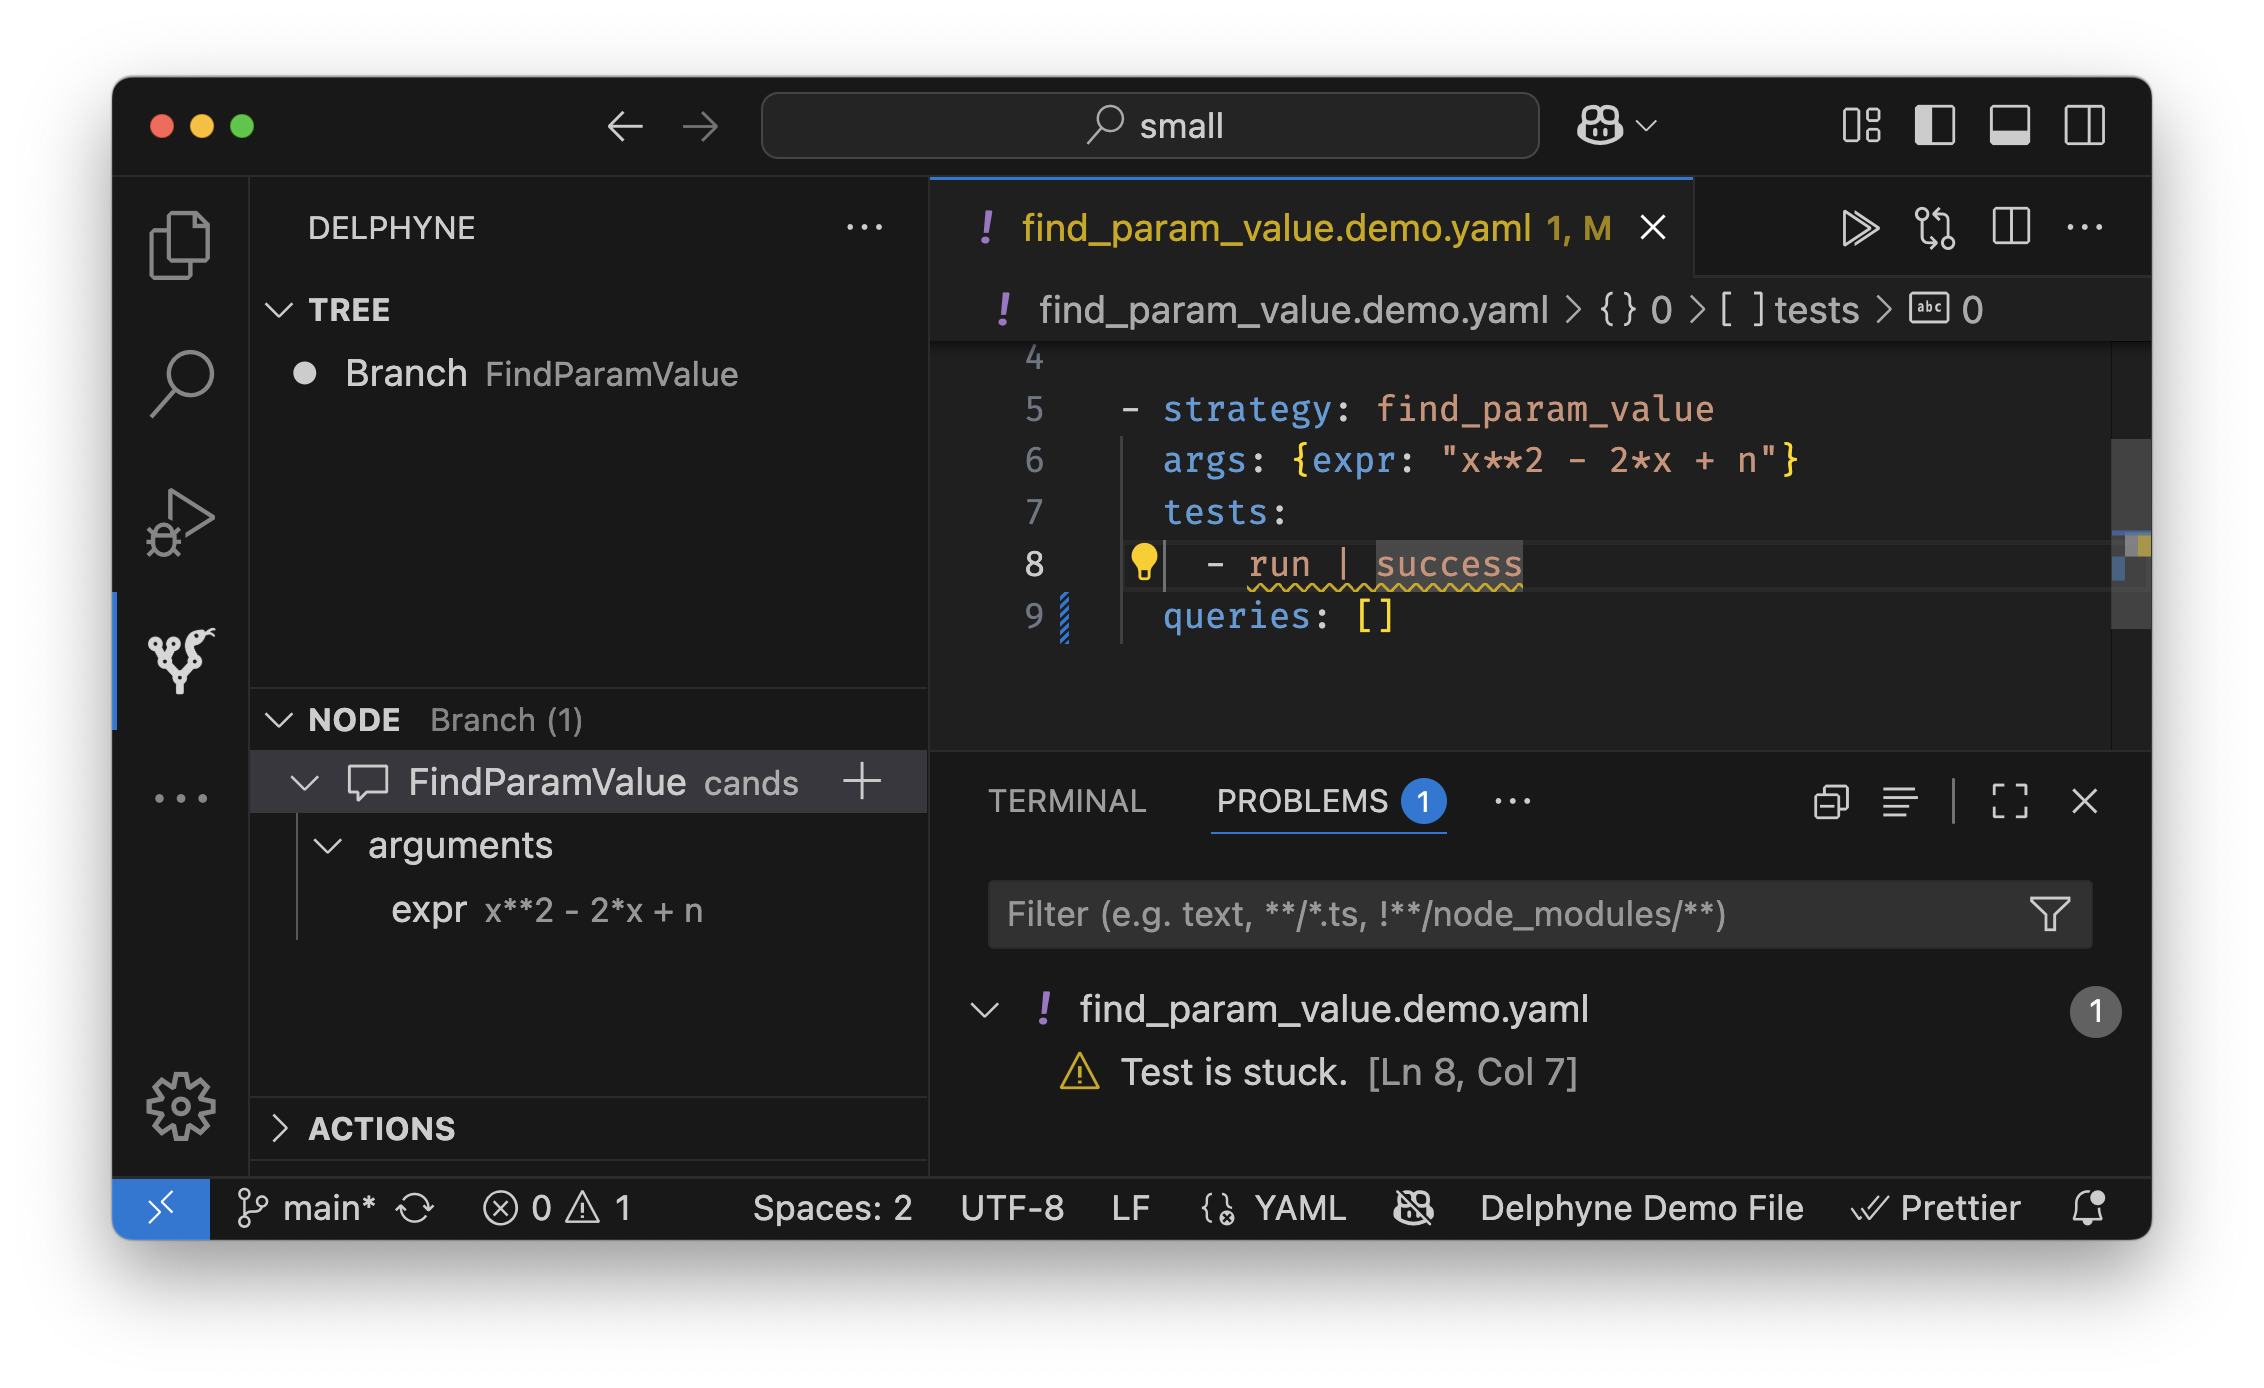 small
DELPHYNE
TREE
Branch FindParamValue
NODE Branch (1)
FindParamValue cands
arguments
expr x**2 - 2*x + n
ACTIONS
! find_param_value.demo.yaml 1, M
! find_param_value.demo.yaml > {} 0 > [ ] tests > abc 0
4
5 - strategy: find_param_value
6 args: {expr: "x**2 - 2*x + n"}
7 tests:
8 - run | success
9 queries: []
TERMINAL PROBLEMS 1
Filter (e.g. text, **/*.ts, !**/node_modules/**)
! find_param_value.demo.yaml 1
Test is stuck. [Ln 8, Col 7]
main* 0 1 Spaces: 2 UTF-8 LF {} YAML Delphyne Demo File Prettier